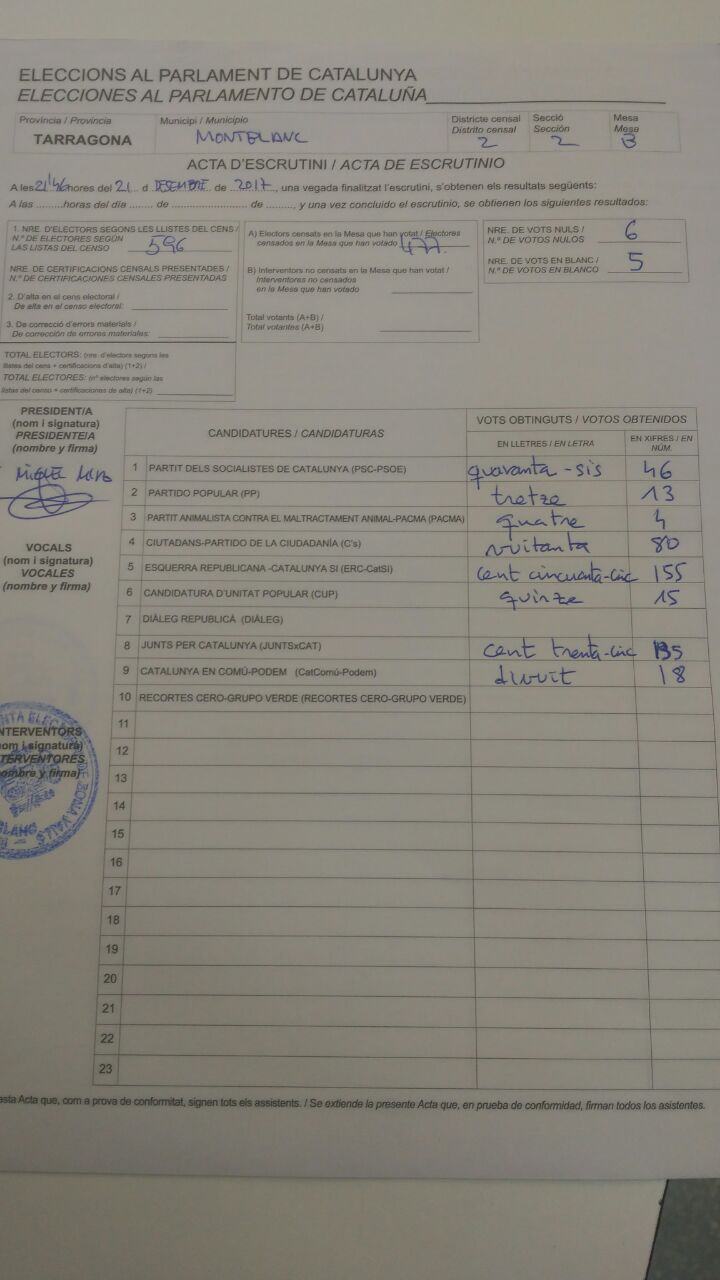 ELECCIONS AL PARLAMENT DE CATALUNYA
ELECCIONES AL PARLAMENTO DE CATALUÑA
Província / Provincia
TARRAGONA
Municipi / Municipio
MONTBLANC
Districte censal
Distrito censal
2
Secció
Sección
2
Mesa
Mesa
B
ACTA D'ESCRUTINI / ACTA DE ESCRUTINIO
A les 21'46 hores del 21 d DESEMBRE de 2017, una vegada finalitzat l'escrutini, s'obtenen els resultats següents:
A las .........horas del día ..................... de ........................ de ........., y una vez concluido el escrutinio, se obtienen los siguientes resultados:
1. NRE. D'ELECTORS SEGONS LES LLISTES DEL CENS /
N.º DE ELECTORES SEGÚN
LAS LISTAS DEL CENSO 596
NRE. DE CERTIFICACIONS CENSALS PRESENTADES /
N.º DE CERTIFICACIONES CENSALES PRESENTADAS
2. D'alta en el cens electoral /
De alta en el censo electoral:
3. De correcció d'errors materials /
De corrección de errores materiales:
TOTAL ELECTORS: (nre. d'electors segons les
llistes del cens + certificacions d'alta) (1+2) /
TOTAL ELECTORES: (nº electores según las
listas del censo + certificaciones de alta) (1+2)
A) Electors censats en la Mesa que han votat / Electores
censados en la Mesa que han votado 477
B) Interventors no censats en la Mesa que han votat /
Interventores no censados
en la Mesa que han votado
Total votants (A+B) /
Total votantes (A+B)
NRE. DE VOTS NULS /
N.º DE VOTOS NULOS 6
NRE. DE VOTS EN BLANC /
N.º DE VOTOS EN BLANCO 5
PRESIDENT/A
(nom i signatura)
PRESIDENTE/A
(nombre y firma)
MIQUEL
VOCALS
(nom i signatura)
VOCALES
(nombre y firma)
NTERVENTORS
om i signatura)
TERVENTORES
ombre y firma)
CANDIDATURES / CANDIDATURAS
VOTS OBTINGUTS / VOTOS OBTENIDOS
EN LLETRES / EN LETRA
EN XIFRES / EN NÚM.
1 PARTIT DELS SOCIALISTES DE CATALUNYA (PSC-PSOE) quaranta-sis 46
2 PARTIDO POPULAR (PP) tretze 13
3 PARTIT ANIMALISTA CONTRA EL MALTRACTAMENT ANIMAL-PACMA (PACMA) quatre 4
4 CIUTADANS-PARTIDO DE LA CIUDADANÍA (C's) vuitanta 80
5 ESQUERRA REPUBLICANA -CATALUNYA SÍ (ERC-CatSí) cent cincuanta-cinc 155
6 CANDIDATURA D'UNITAT POPULAR (CUP) quinze 15
7 DIÀLEG REPUBLICÀ (DIÀLEG)
8 JUNTS PER CATALUNYA (JUNTSxCAT) cent trenta-cinc 135
9 CATALUNYA EN COMÚ-PODEM (CatComú-Podem) divuit 18
10 RECORTES CERO-GRUPO VERDE (RECORTES CERO-GRUPO VERDE)
11
12
13
14
15
16
17
18
19
20
21
22
23
esta Acta que, com a prova de conformitat, signen tots els assistents. / Se extiende la presente Acta que, en prueba de conformidad, firman todos los asistentes.